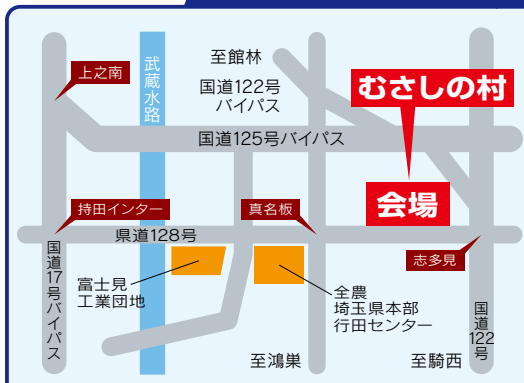 上之南
武蔵水路
至館林
国道122号
バイパス
むさしの村
国道125号バイパス
会場
持田インター
真名板
県道128号
志多見
国道17号バイパス
富士見
工業団地
全農
埼玉県本部
行田センター
国道122号
至鴻巣
至騎西